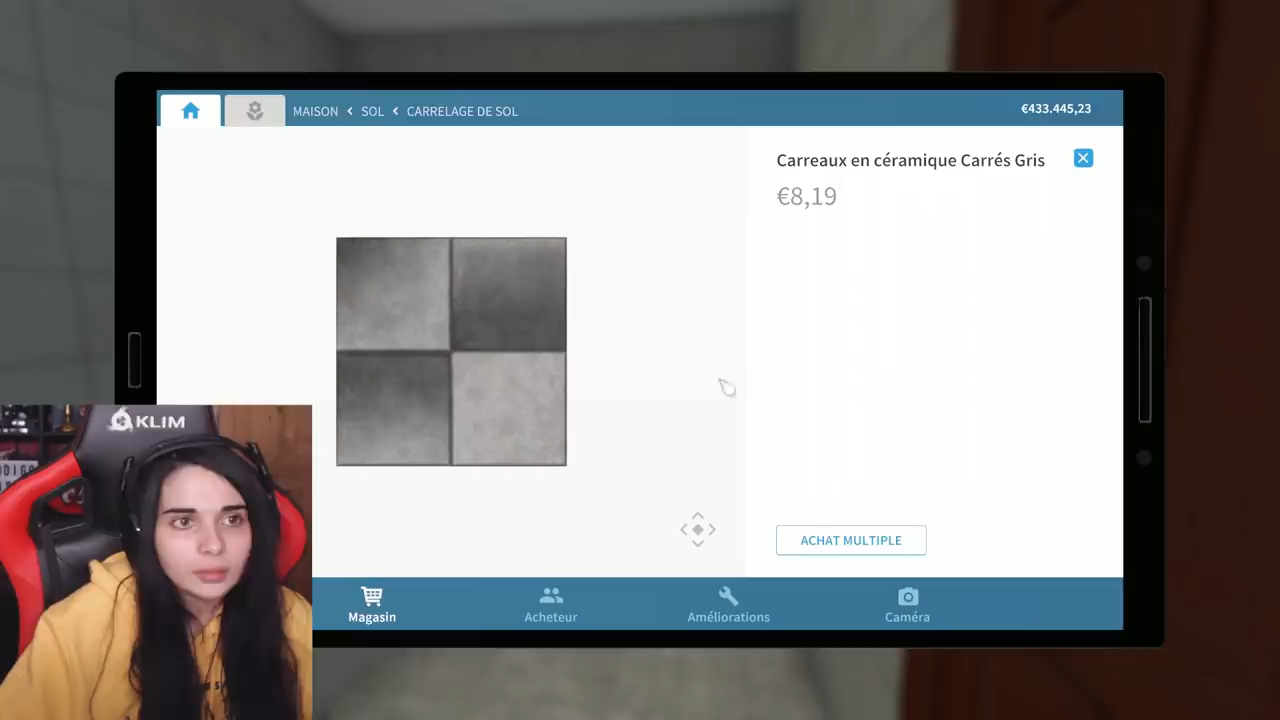 MAISON < SOL < CARRELAGE DE SOL
€433.445,23
Carreaux en céramique Carrés Gris
€8,19
ACHAT MULTIPLE
KLIM
Magasin
Acheteur
Améliorations
Caméra